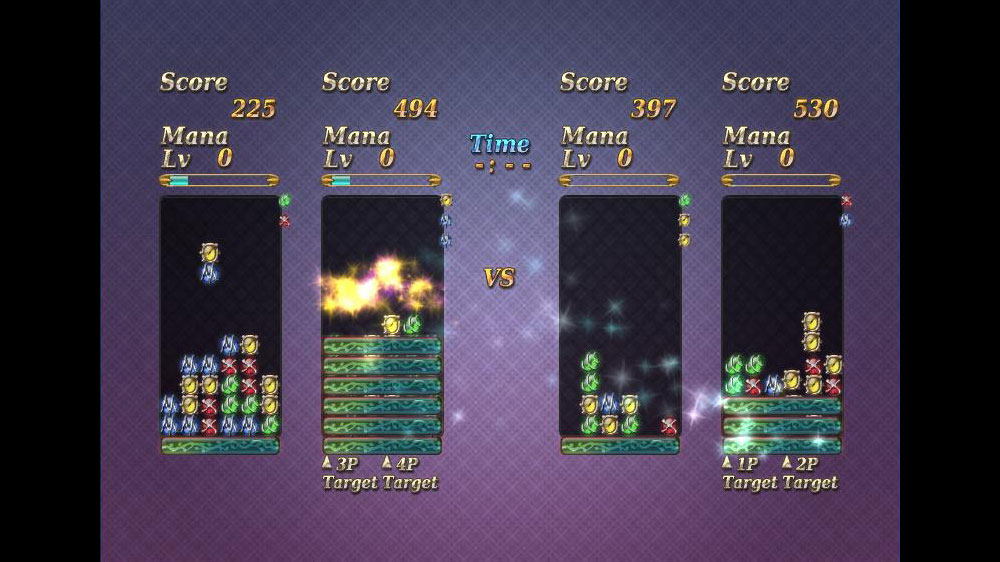 Score Score Score Score
225 494 397 530
Mana Mana Time Mana Mana
Lv 0 Lv 0 -:-- Lv 0 Lv 0
VS
3P 4P 1P 2P
Target Target Target Target